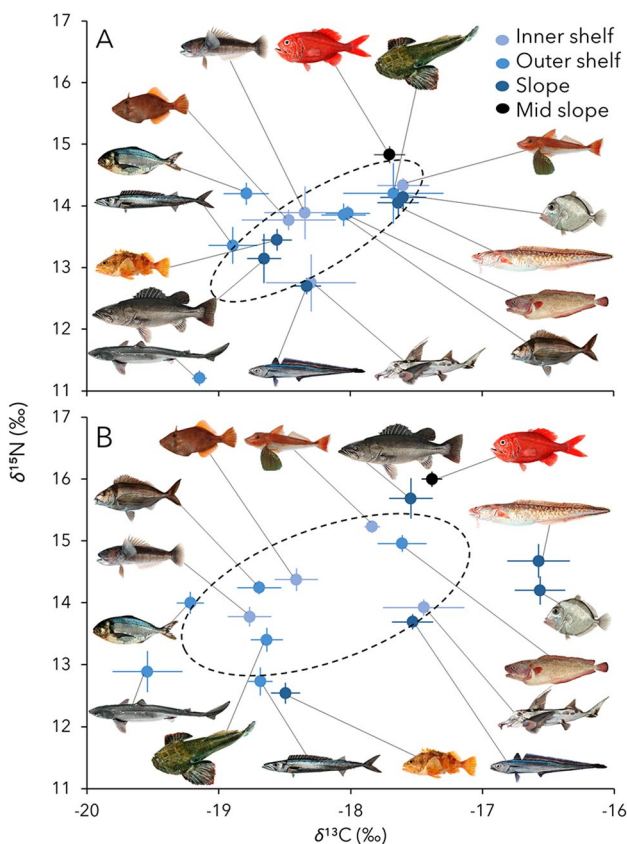 A
Inner shelf
Outer shelf
Slope
Mid slope
17
16
15
14
13
12
11
δ¹⁵N (‰)
B
17
16
15
14
13
12
11
δ¹⁵N (‰)
-20
-19
-18
-17
-16
δ¹³C (‰)